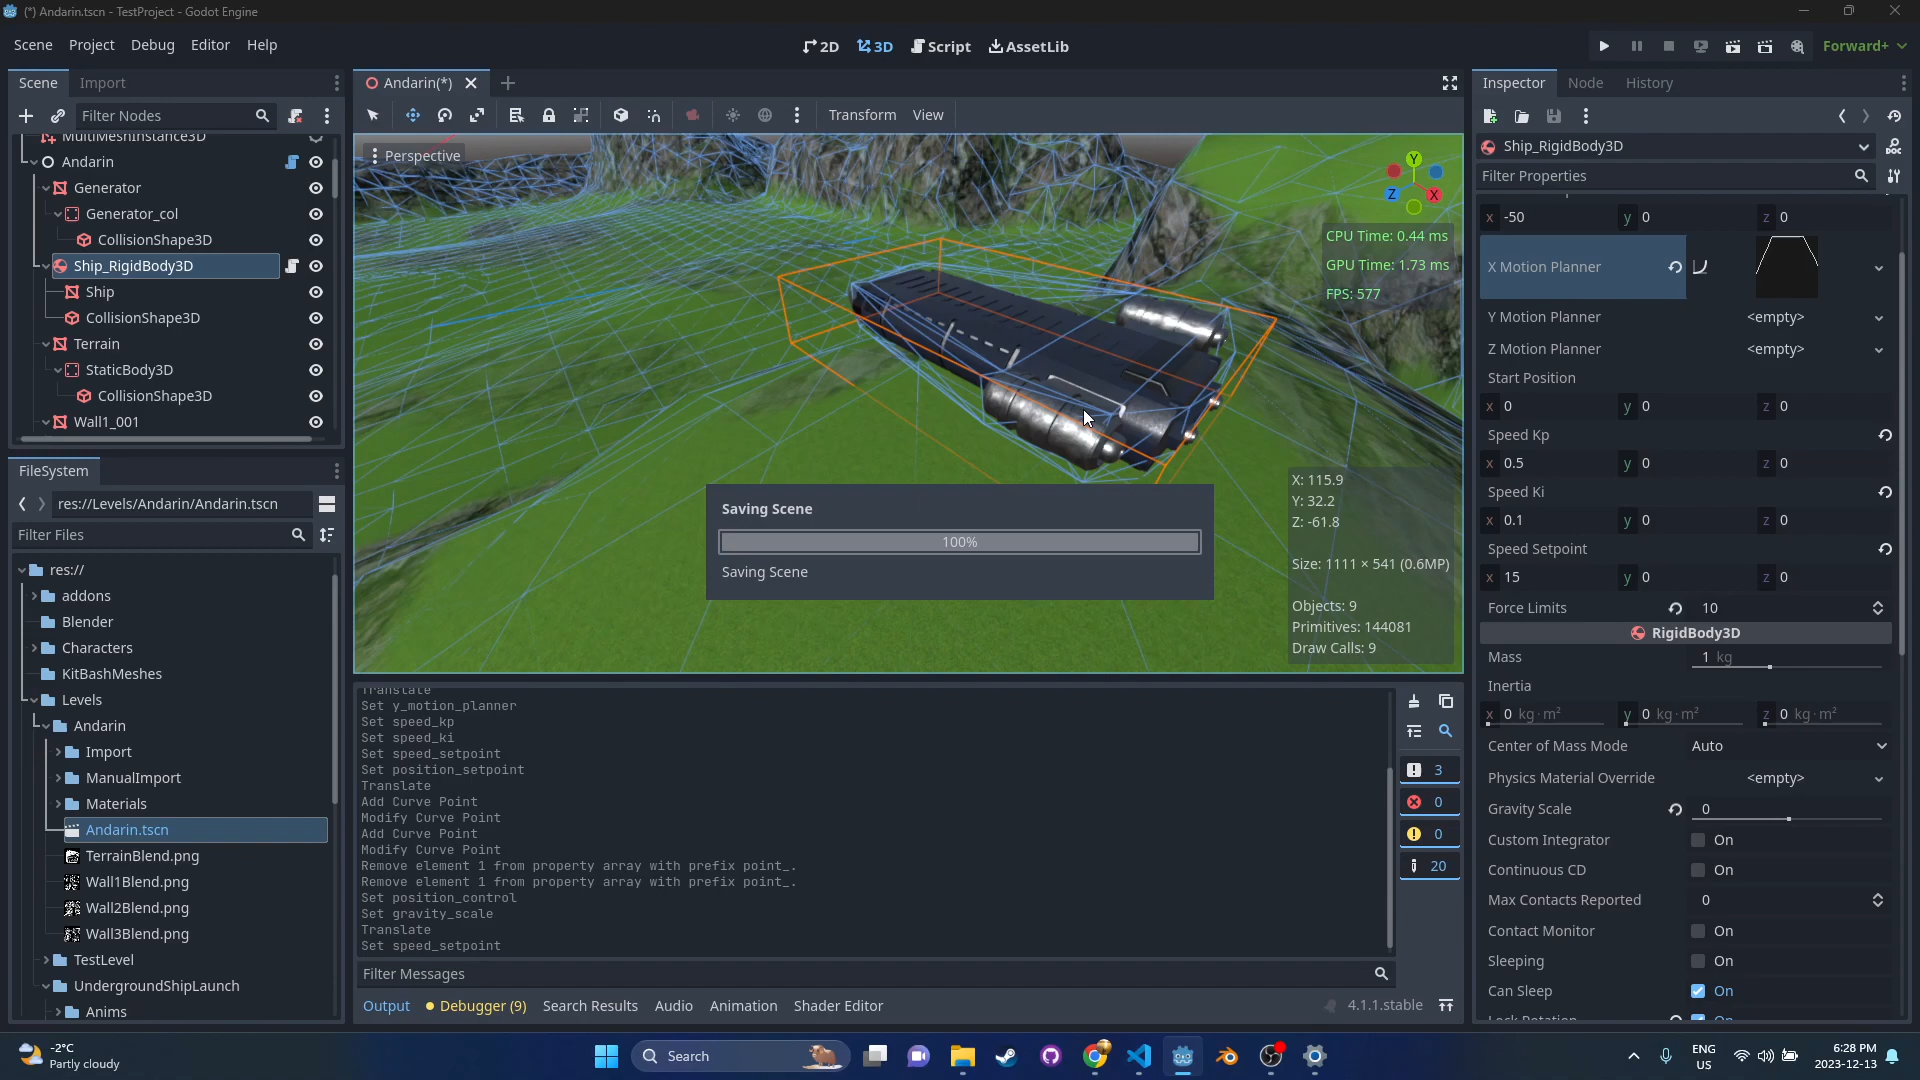 (*) Andarin.tscn - TestProject - Godot Engine
Scene Project Debug Editor Help
2D 3D Script AssetLib
Forward+
Scene Import
Filter Nodes
MultiMeshInstance3D
Andarin
Generator
Generator_col
CollisionShape3D
Ship_RigidBody3D
Ship
CollisionShape3D
Terrain
StaticBody3D
CollisionShape3D
Wall1_001
FileSystem
res://Levels/Andarin/Andarin.tscn
Filter Files
res://
addons
Blender
Characters
KitBashMeshes
Levels
Andarin
Import
ManualImport
Materials
Andarin.tscn
TerrainBlend.png
Wall1Blend.png
Wall2Blend.png
Wall3Blend.png
TestLevel
UndergroundShipLaunch
Anims
Andarin(*)
Transform View
Perspective
Y
Z X
CPU Time: 0.44 ms
GPU Time: 1.73 ms
FPS: 577
Saving Scene
100%
Saving Scene
X: 115.9
Y: 32.2
Z: -61.8
Size: 1111 × 541 (0.6MP)
Objects: 9
Primitives: 144081
Draw Calls: 9
Translate
Set y_motion_planner
Set speed_kp
Set speed_ki
Set speed_setpoint
Set position_setpoint
Translate
Add Curve Point
Modify Curve Point
Add Curve Point
Modify Curve Point
Remove element 1 from property array with prefix point_.
Remove element 1 from property array with prefix point_.
Set position_control
Set gravity_scale
Translate
Set speed_setpoint
3
0
0
20
Filter Messages
Output Debugger (9) Search Results Audio Animation Shader Editor
4.1.1.stable
Inspector Node History
Ship_RigidBody3D
Filter Properties
x -50 y 0 z 0
X Motion Planner
Y Motion Planner <empty>
Z Motion Planner <empty>
Start Position
x 0 y 0 z 0
Speed Kp
x 0.5 y 0 z 0
Speed Ki
x 0.1 y 0 z 0
Speed Setpoint
x 15 y 0 z 0
Force Limits 10
RigidBody3D
Mass 1 kg
Inertia
x 0 kg·m² y 0 kg·m² z 0 kg·m²
Center of Mass Mode Auto
Physics Material Override <empty>
Gravity Scale 0
Custom Integrator On
Continuous CD On
Max Contacts Reported 0
Contact Monitor On
Sleeping On
Can Sleep On
Lock Rotation On
-2°C
Partly cloudy
Search
ENG
US
6:28 PM
2023-12-13